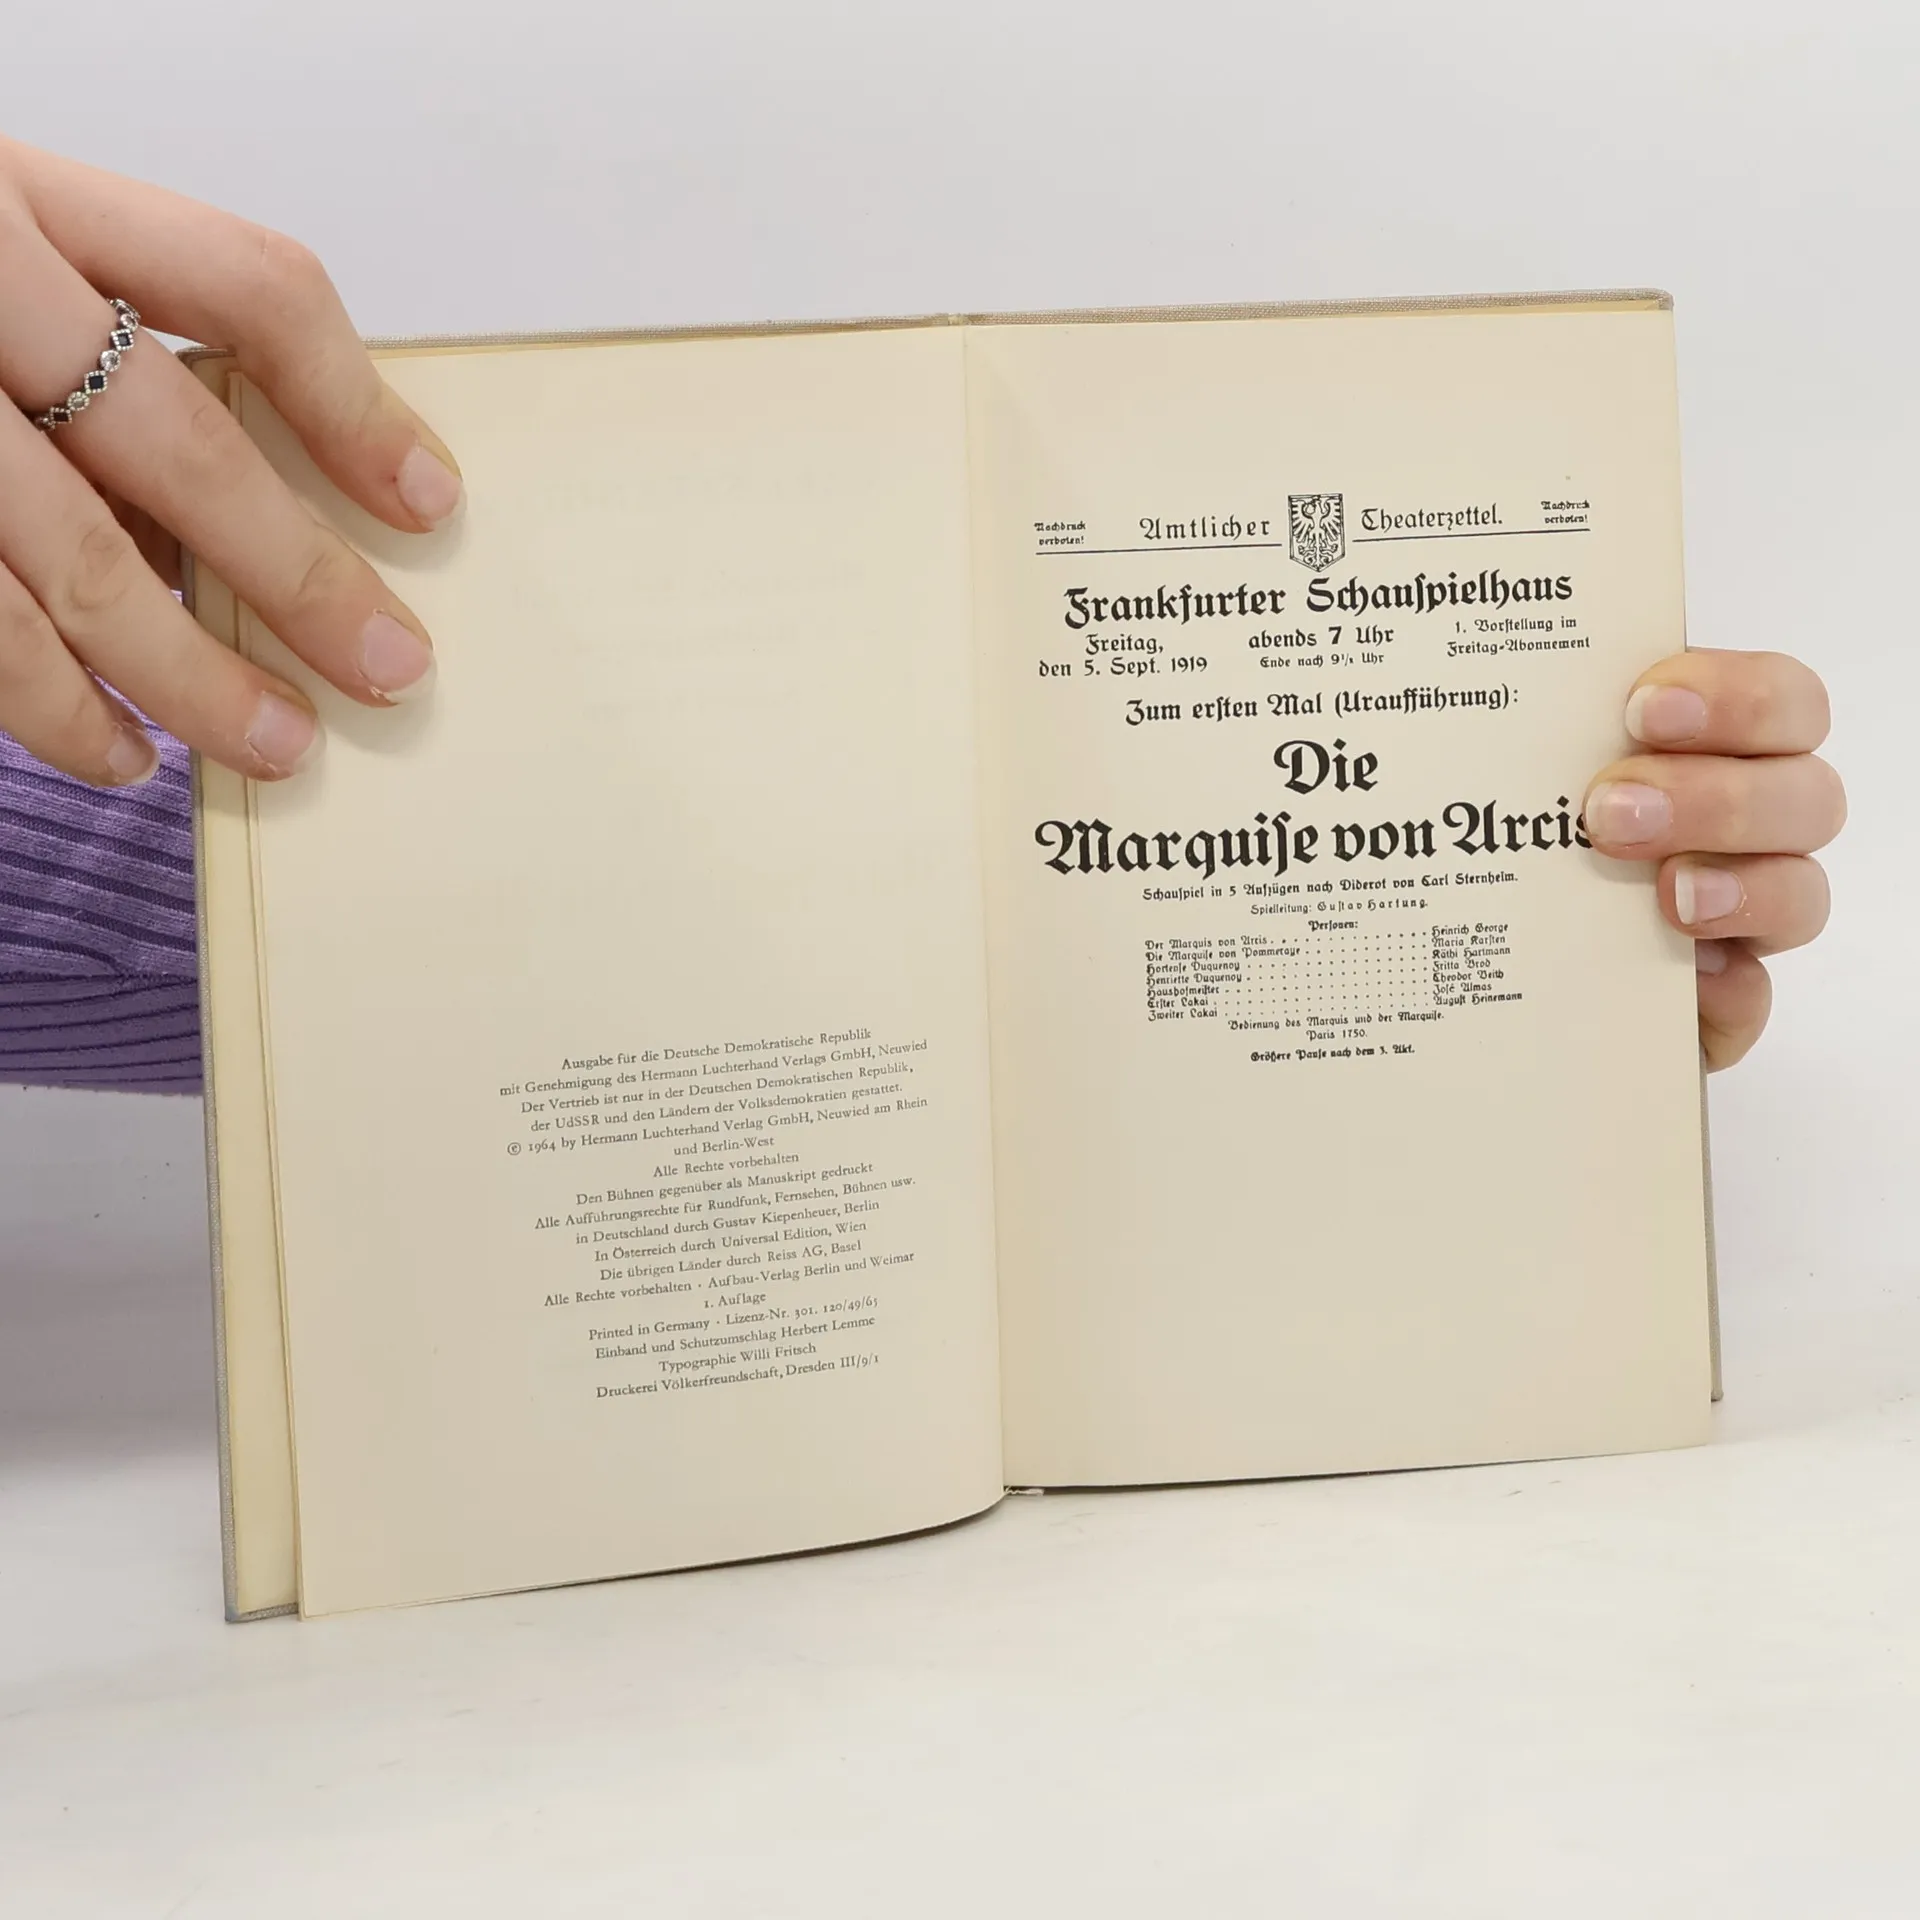 Ausgabe für die Deutsche Demokratische Republik
mit Genehmigung des Hermann Luchterhand Verlags GmbH, Neuwied
Der Vertrieb ist nur in der Deutschen Demokratischen Republik,
der UdSSR und den Ländern der Volksdemokratien gestattet.
© 1964 by Hermann Luchterhand Verlag GmbH, Neuwied am Rhein
und Berlin-West
Alle Rechte vorbehalten
Den Bühnen gegenüber als Manuskript gedruckt
Alle Aufführungsrechte für Rundfunk, Fernsehen, Bühnen usw.
in Deutschland durch Gustav Kiepenheuer, Berlin
In Österreich durch Universal Edition, Wien
Die übrigen Länder durch Reiss AG, Basel
Alle Rechte vorbehalten · Aufbau-Verlag Berlin und Weimar
1. Auflage
Printed in Germany · Lizenz-Nr. 301. 120/49/65
Einband und Schutzumschlag Herbert Lemme
Typographie Willi Fritsch
Druckerei Völkerfreundschaft, Dresden III/9/1
Nachdruck verboten! Amtlicher Theaterzettel. Nachdruck verboten!
Frankfurter Schauſpielhaus
Freitag, abends 7 Uhr 1. Vorſtellung im
den 5. Sept. 1919 Ende nach 9½ Uhr Freitag-Abonnement
Zum erſten Mal (Uraufführung):
Die
Marquiſe von Arcis
Schauſpiel in 5 Aufzügen nach Diderot von Carl Sternheim.
Spielleitung: Guſtav Hartung.
Perſonen:
Der Marquis von Arcis . . . . . . . . . . . . Heinrich George
Die Marquiſe von Pommeraye . . . . . . . . . . Maria Karſten
Hortenſe Duquenoy . . . . . . . . . . . . . Käthi Hartmann
Henriette Duquenoy . . . . . . . . . . . . . Fritta Brod
Haushofmeiſter . . . . . . . . . . . . . . Theodor Veith
Erſter Lakai . . . . . . . . . . . . . . . Joſé Almas
Zweiter Lakai . . . . . . . . . . . . . . . Auguſt Heinemann
Bedienung des Marquis und der Marquiſe.
Paris 1750.
Größere Pauſe nach dem 3. Akt.